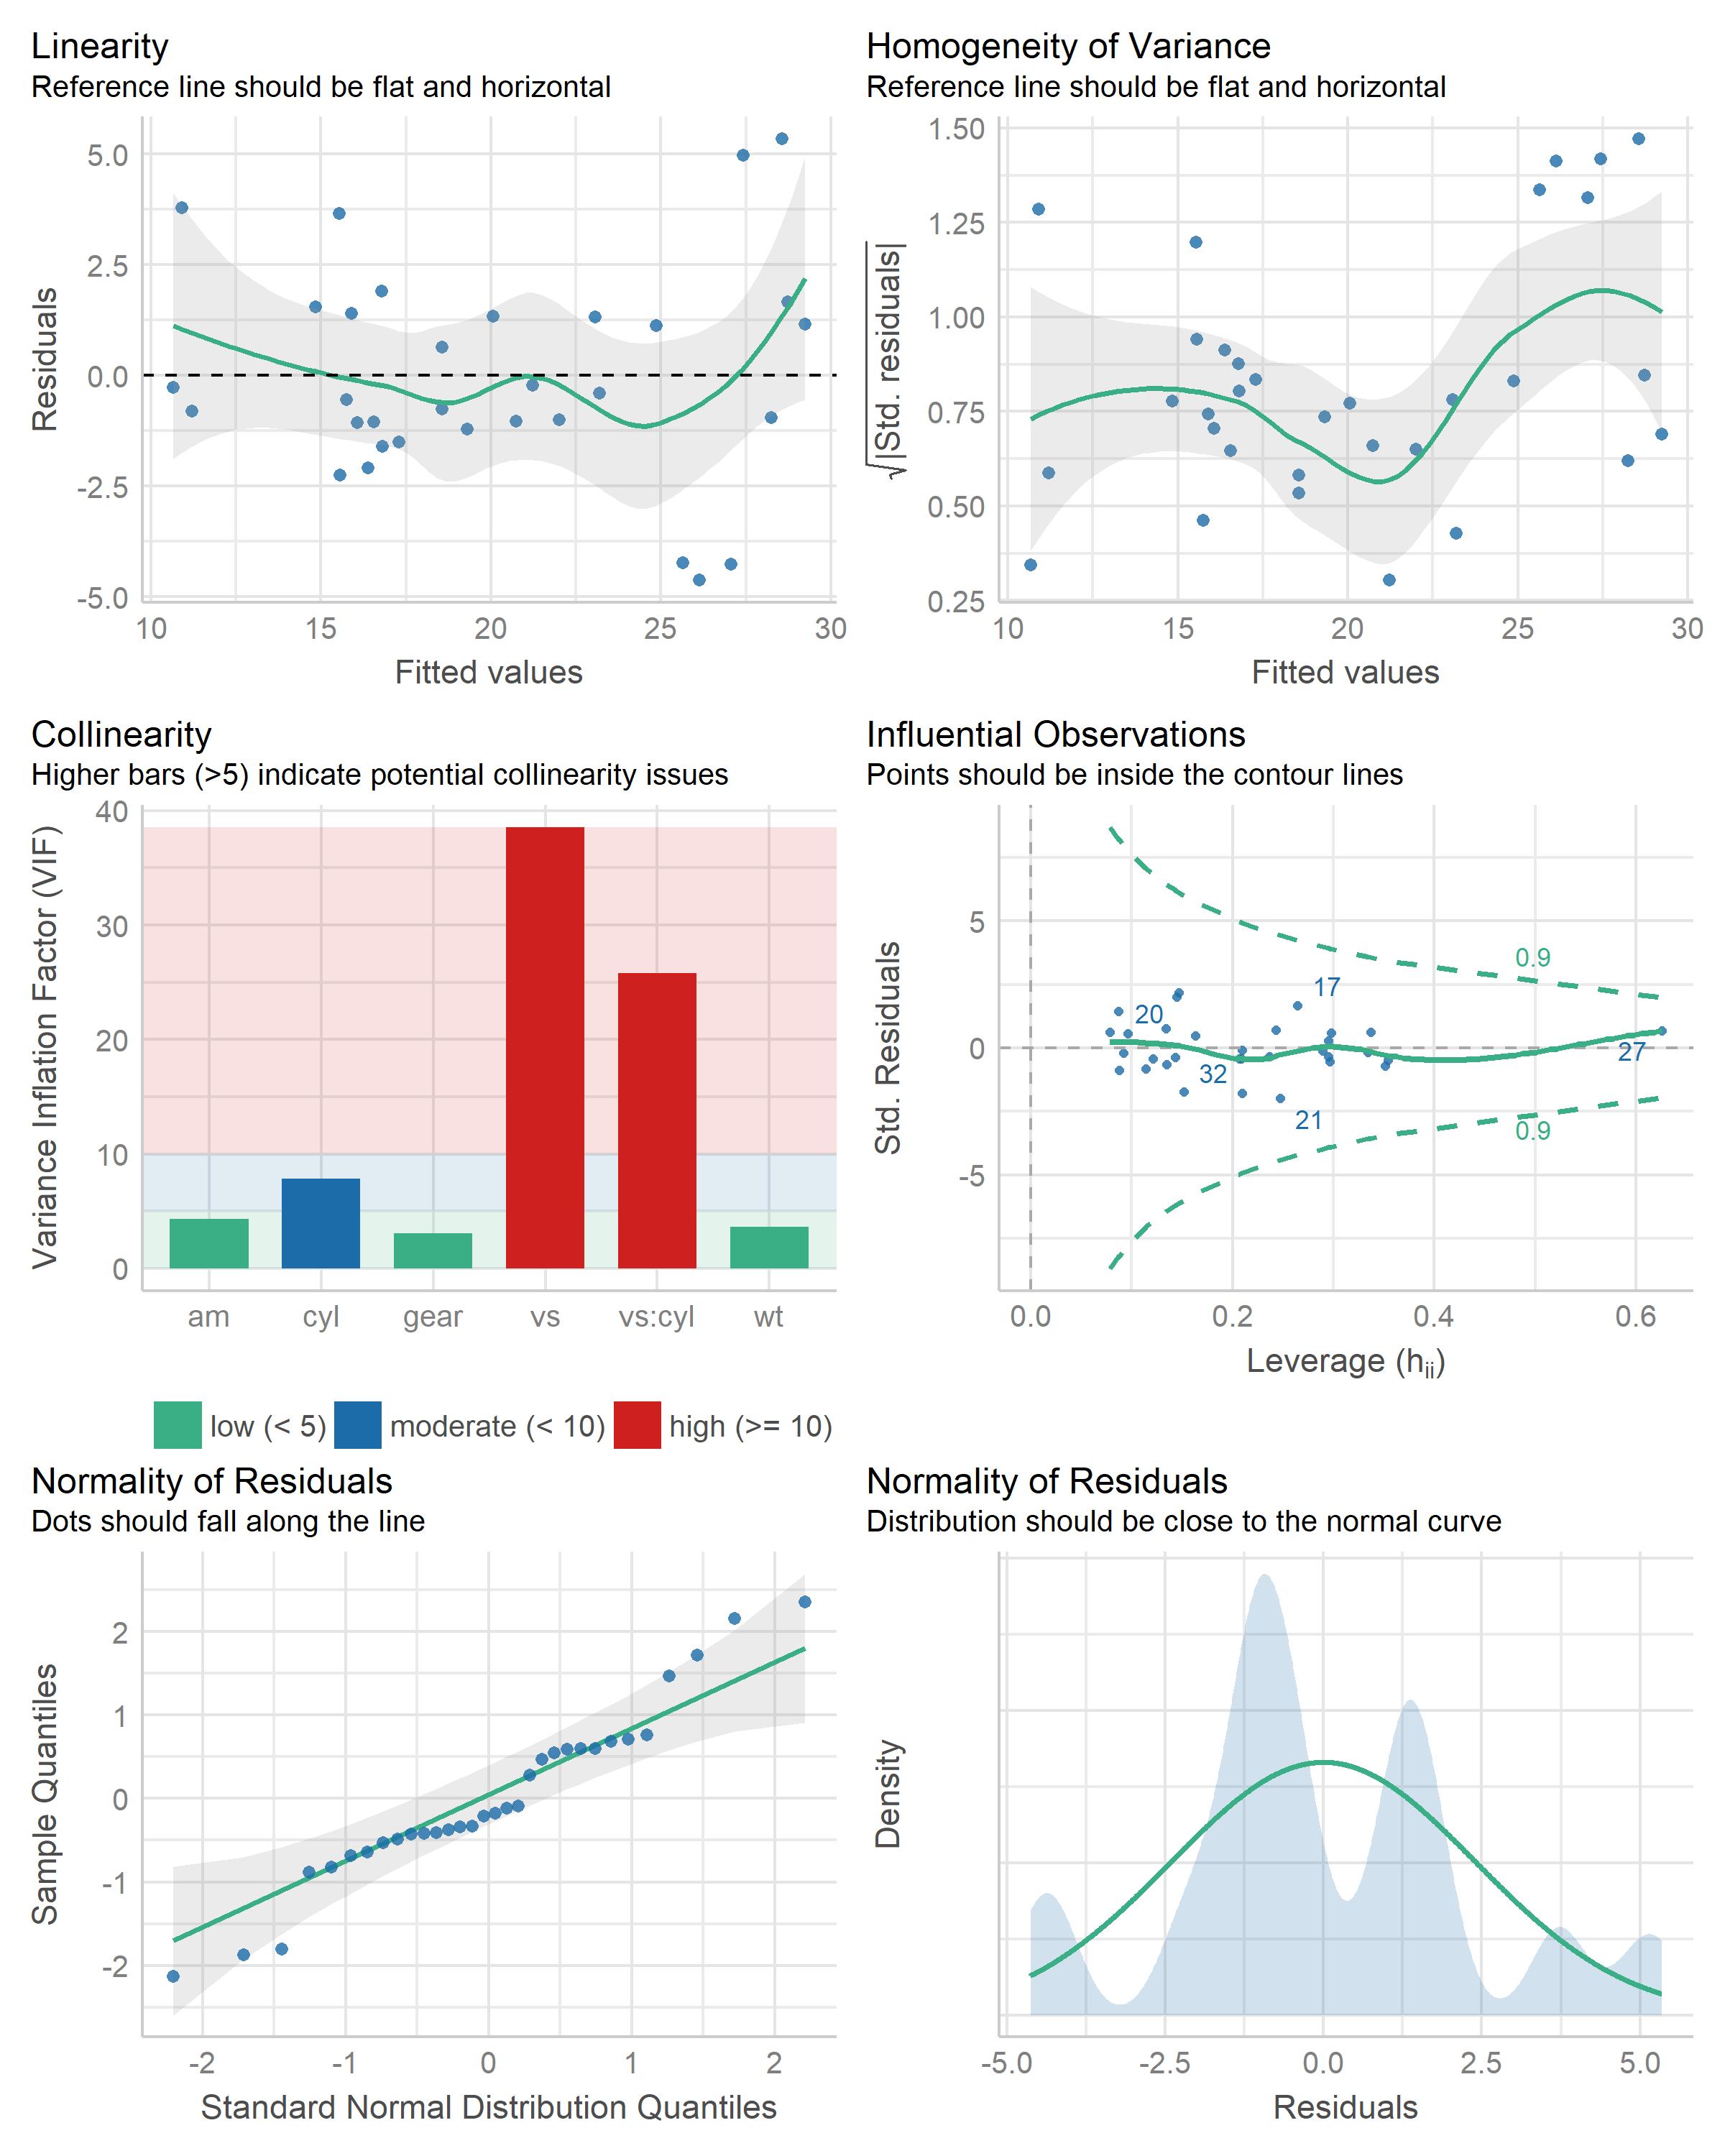 Linearity
Reference line should be flat and horizontal
5.0
2.5
0.0
-2.5
-5.0
Residuals
10 15 20 25 30
Fitted values
Homogeneity of Variance
Reference line should be flat and horizontal
1.50
1.25
1.00
0.75
0.50
0.25
√|Std. residuals|
10 15 20 25 30
Fitted values
Collinearity
Higher bars (>5) indicate potential collinearity issues
40
30
20
10
0
Variance Inflation Factor (VIF)
am cyl gear vs vs:cyl wt
low (< 5) moderate (< 10) high (>= 10)
Influential Observations
Points should be inside the contour lines
5
0
-5
Std. Residuals
0.9
17
20
27
32
21
0.9
0.0 0.2 0.4 0.6
Leverage (hii)
Normality of Residuals
Dots should fall along the line
2
1
0
-1
-2
Sample Quantiles
-2 -1 0 1 2
Standard Normal Distribution Quantiles
Normality of Residuals
Distribution should be close to the normal curve
Density
-5.0 -2.5 0.0 2.5 5.0
Residuals